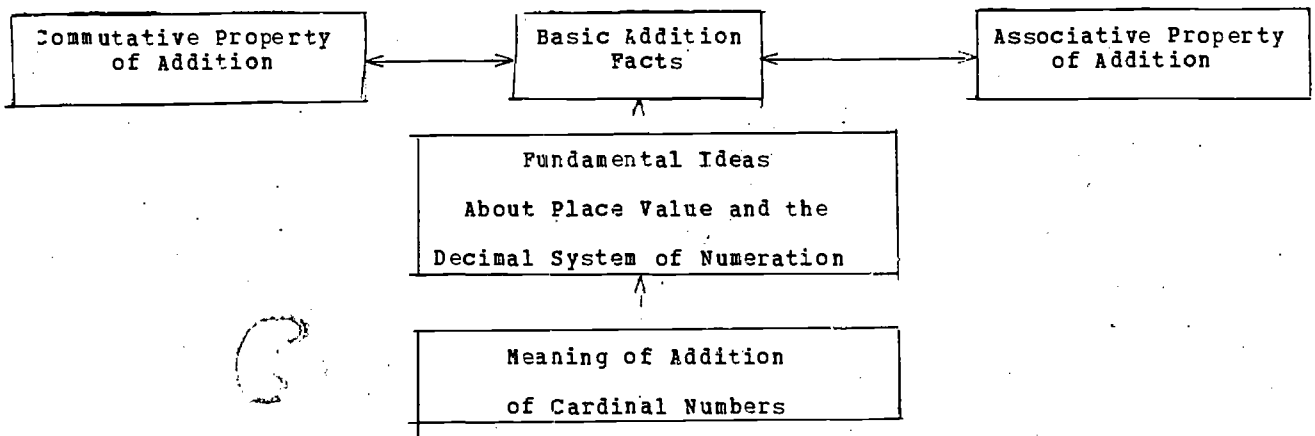 Commutative Property
of Addition
Basic Addition
Facts
Associative Property
of Addition
Fundamental Ideas
About Place Value and the
Decimal System of Numeration
Meaning of Addition
of Cardinal Numbers